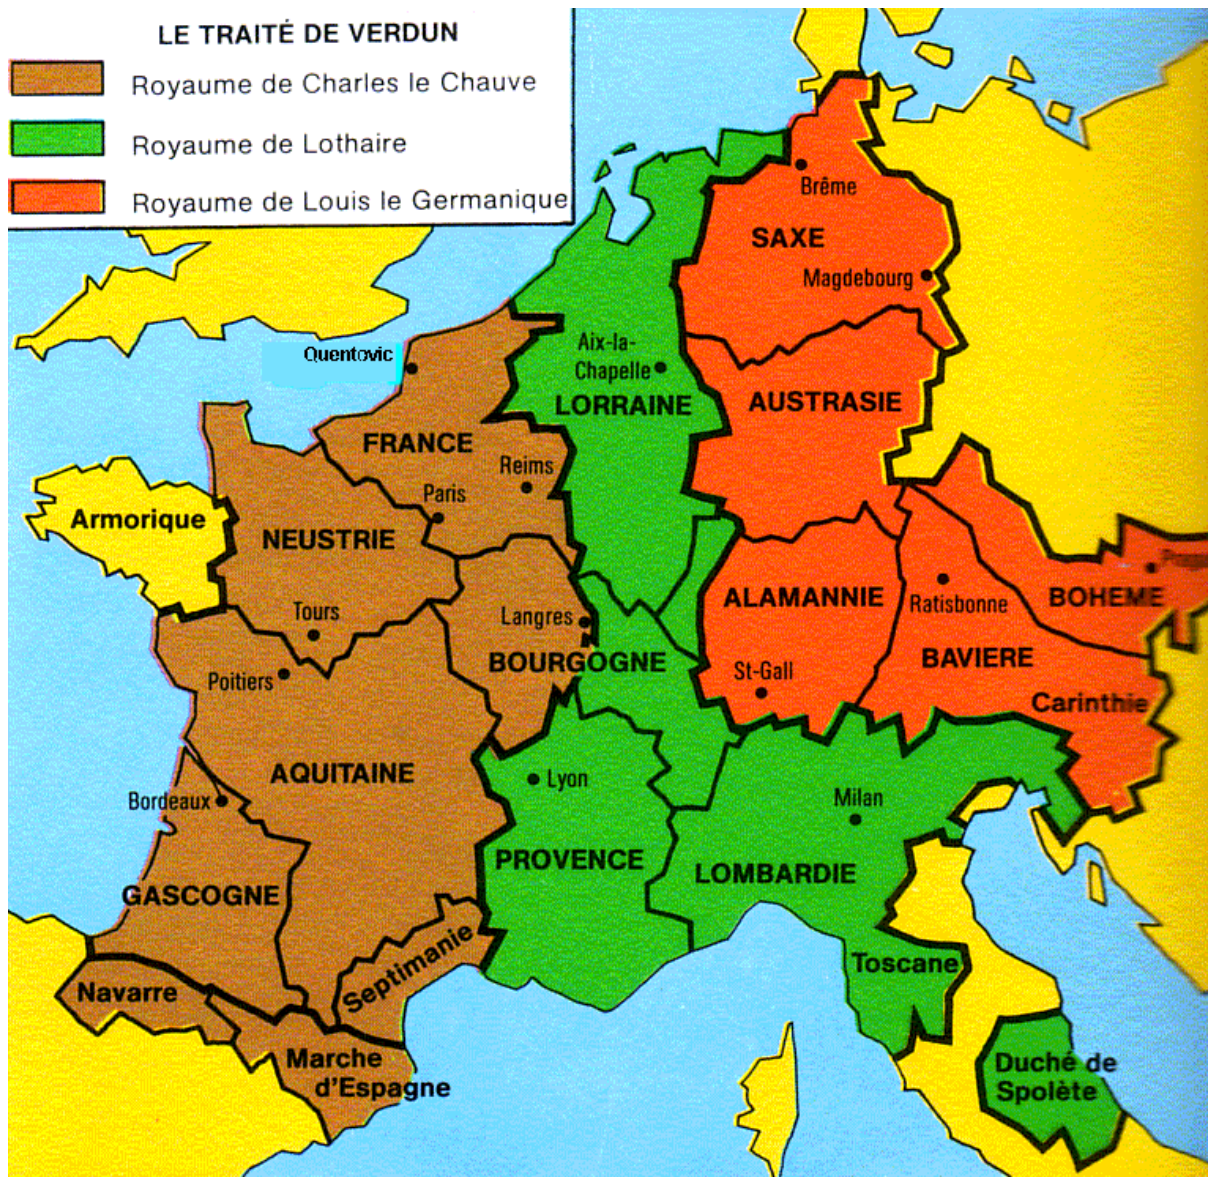 LE TRAITÉ DE VERDUN
Royaume de Charles le Chauve
Royaume de Lothaire
Royaume de Louis le Germanique
Brême
SAXE
Magdebourg
Quentovic
Aix-la-
Chapelle
LORRAINE
AUSTRASIE
FRANCE
Reims
Paris
Armorique
NEUSTRIE
Tours
Langres
BOURGOGNE
ALAMANNIE
Ratisbonne
BOHEME
BAVIERE
St-Gall
Carinthie
Poitiers
AQUITAINE
Lyon
Bordeaux
Milan
PROVENCE
LOMBARDIE
GASCOGNE
Septimanie
Toscane
Navarre
Marche
d'Espagne
Duché de
Spolète